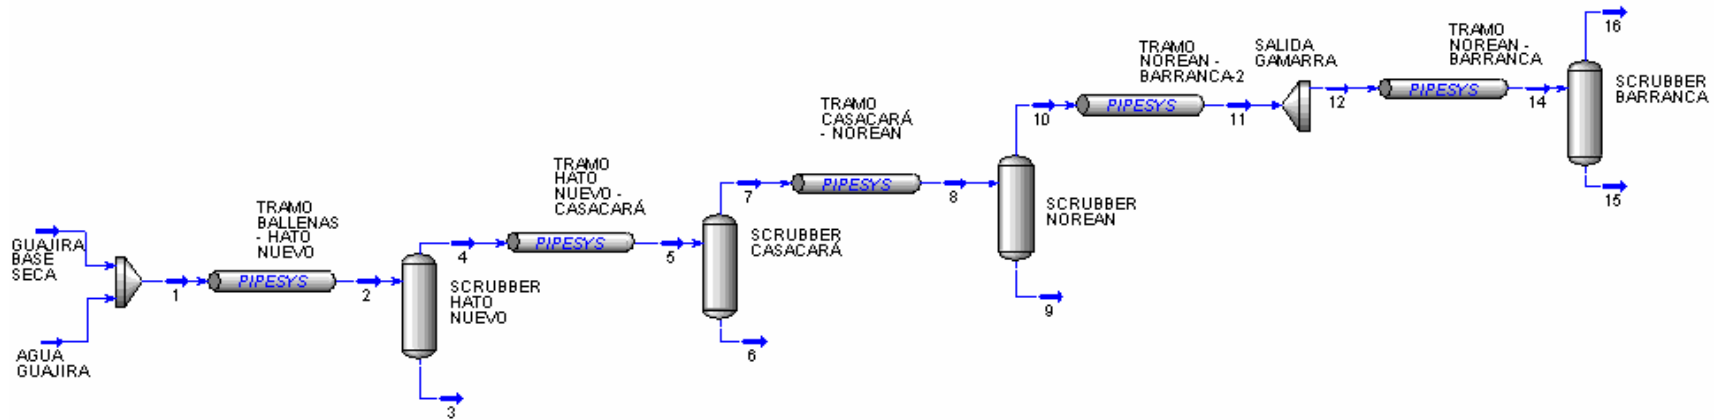 GUAJIRA
BASE
SECA
AGUA
GUAJIRA
1
TRAMO
BALLENAS
- HATO
NUEVO
PIPESYS
2
SCRUBBER
HATO
NUEVO
3
4
TRAMO
HATO
NUEVO -
CASACARÁ
PIPESYS
5
SCRUBBER
CASACARÁ
6
7
TRAMO
CASACARÁ
- NOREAN
PIPESYS
8
SCRUBBER
NOREAN
9
10
TRAMO
NOREAN -
BARRANCA-2
PIPESYS
11
SALIDA
GAMARRA
12
TRAMO
NOREAN -
BARRANCA
PIPESYS
14
SCRUBBER
BARRANCA
16
15